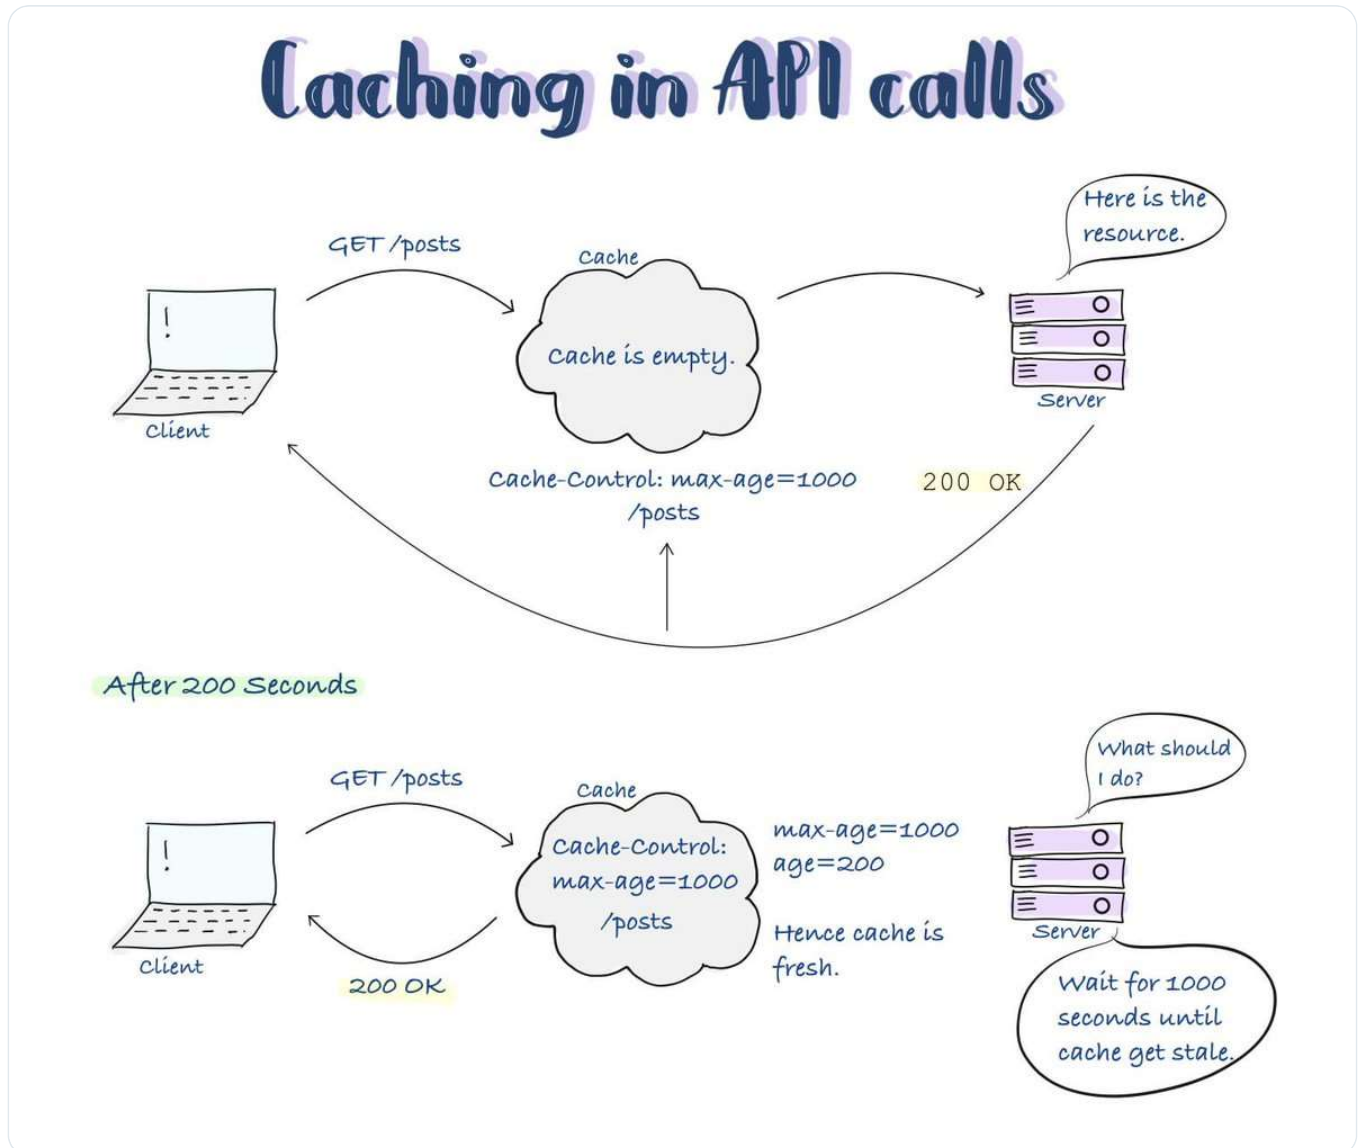 Caching in API calls
Here is the
resource.
GET /posts
Cache
Cache is empty.
Client
Server
Cache-Control: max-age=1000
/posts
200 OK
After 200 Seconds
What should
I do?
GET /posts
Cache
Cache-Control:
max-age=1000
/posts
max-age=1000
age=200
Hence cache is
fresh.
Server
Client
200 OK
Wait for 1000
seconds until
cache get stale.